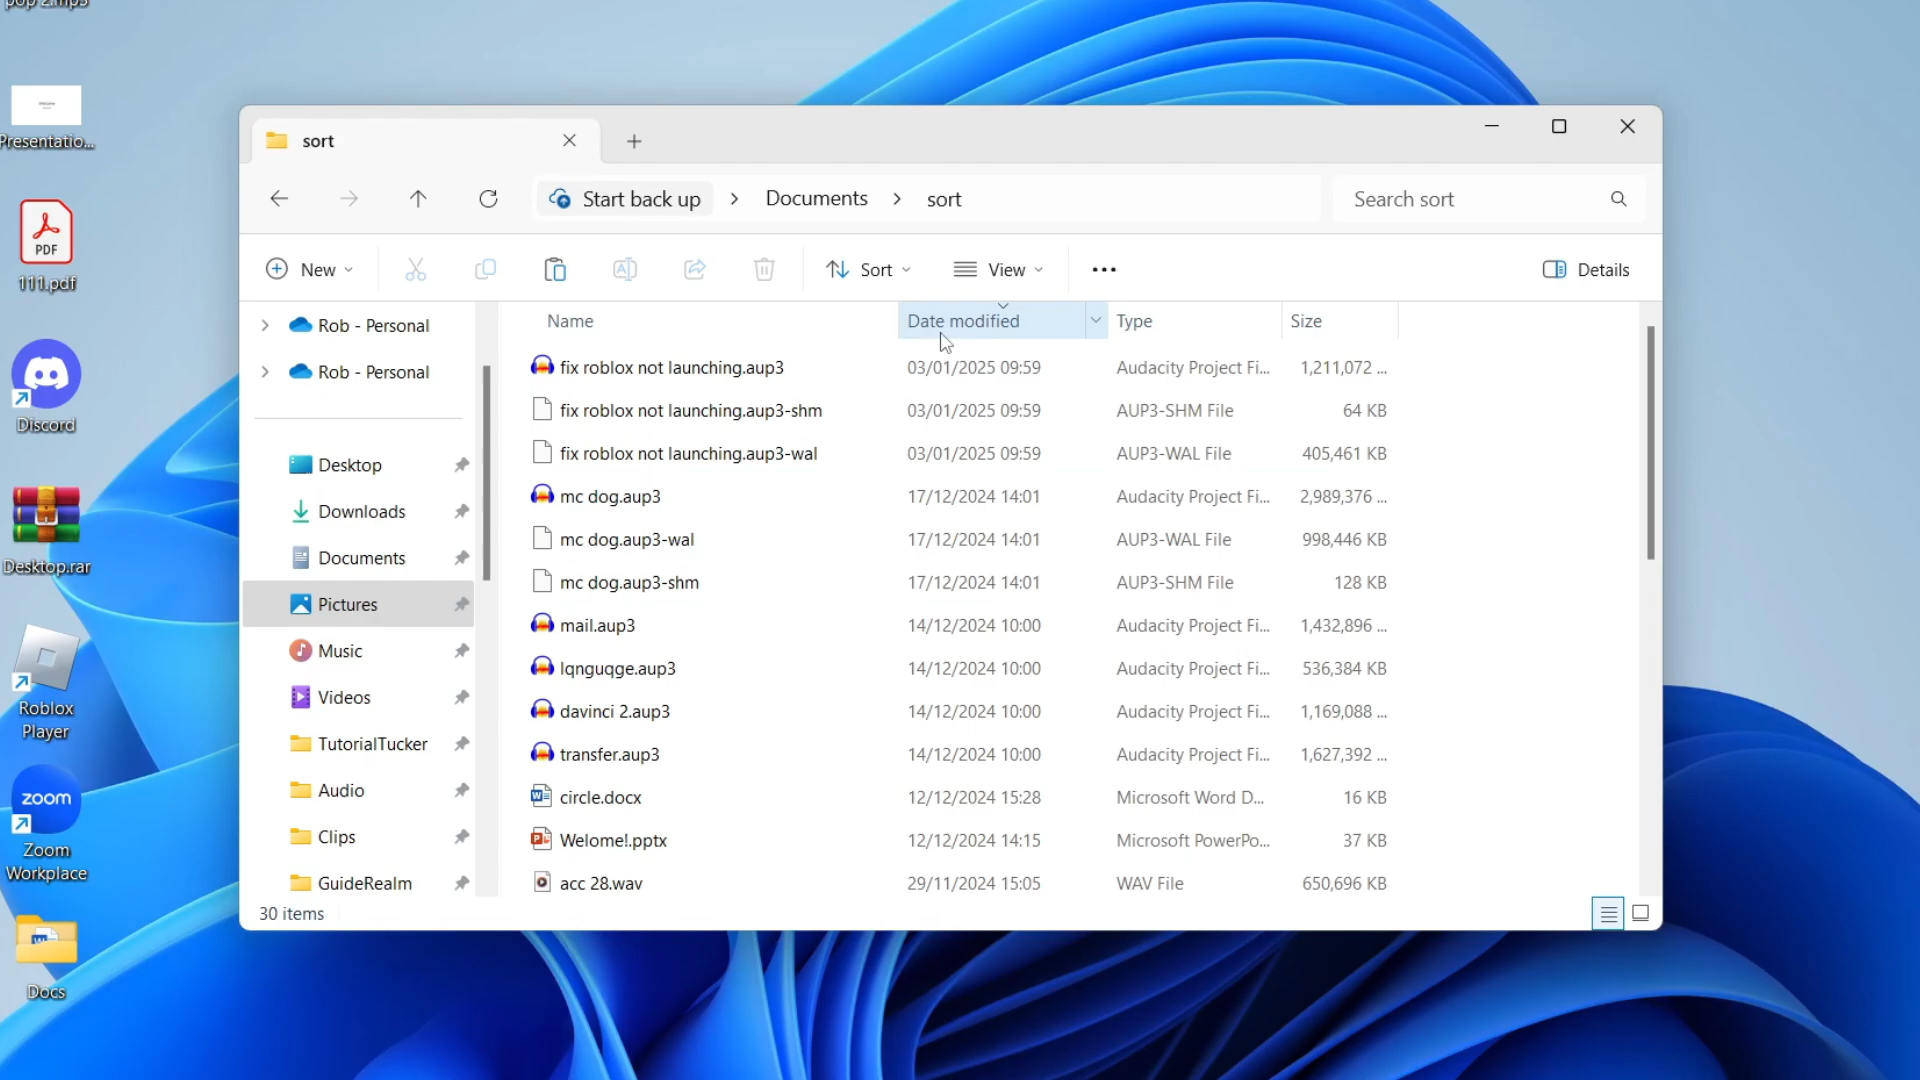 pop 2.mp3
Presentatio...
PDF
111.pdf
Discord
Desktop.rar
Roblox
Player
zoom
Zoom
Workplace
Docs
sort
Start back up > Documents > sort
Search sort
New
Sort
View
Details
Rob - Personal
Rob - Personal
Desktop
Downloads
Documents
Pictures
Music
Videos
TutorialTucker
Audio
Clips
GuideRealm
Name Date modified Type Size
fix roblox not launching.aup3 03/01/2025 09:59 Audacity Project Fi... 1,211,072 ...
fix roblox not launching.aup3-shm 03/01/2025 09:59 AUP3-SHM File 64 KB
fix roblox not launching.aup3-wal 03/01/2025 09:59 AUP3-WAL File 405,461 KB
mc dog.aup3 17/12/2024 14:01 Audacity Project Fi... 2,989,376 ...
mc dog.aup3-wal 17/12/2024 14:01 AUP3-WAL File 998,446 KB
mc dog.aup3-shm 17/12/2024 14:01 AUP3-SHM File 128 KB
mail.aup3 14/12/2024 10:00 Audacity Project Fi... 1,432,896 ...
lqnguqge.aup3 14/12/2024 10:00 Audacity Project Fi... 536,384 KB
davinci 2.aup3 14/12/2024 10:00 Audacity Project Fi... 1,169,088 ...
transfer.aup3 14/12/2024 10:00 Audacity Project Fi... 1,627,392 ...
circle.docx 12/12/2024 15:28 Microsoft Word D... 16 KB
Welome!.pptx 12/12/2024 14:15 Microsoft PowerPo... 37 KB
acc 28.wav 29/11/2024 15:05 WAV File 650,696 KB
30 items